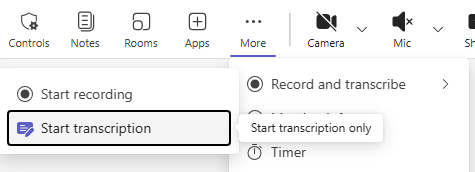 Controls Notes Rooms Apps More Camera Mic
Start recording
Record and transcribe
Start transcription
Start transcription only
Timer